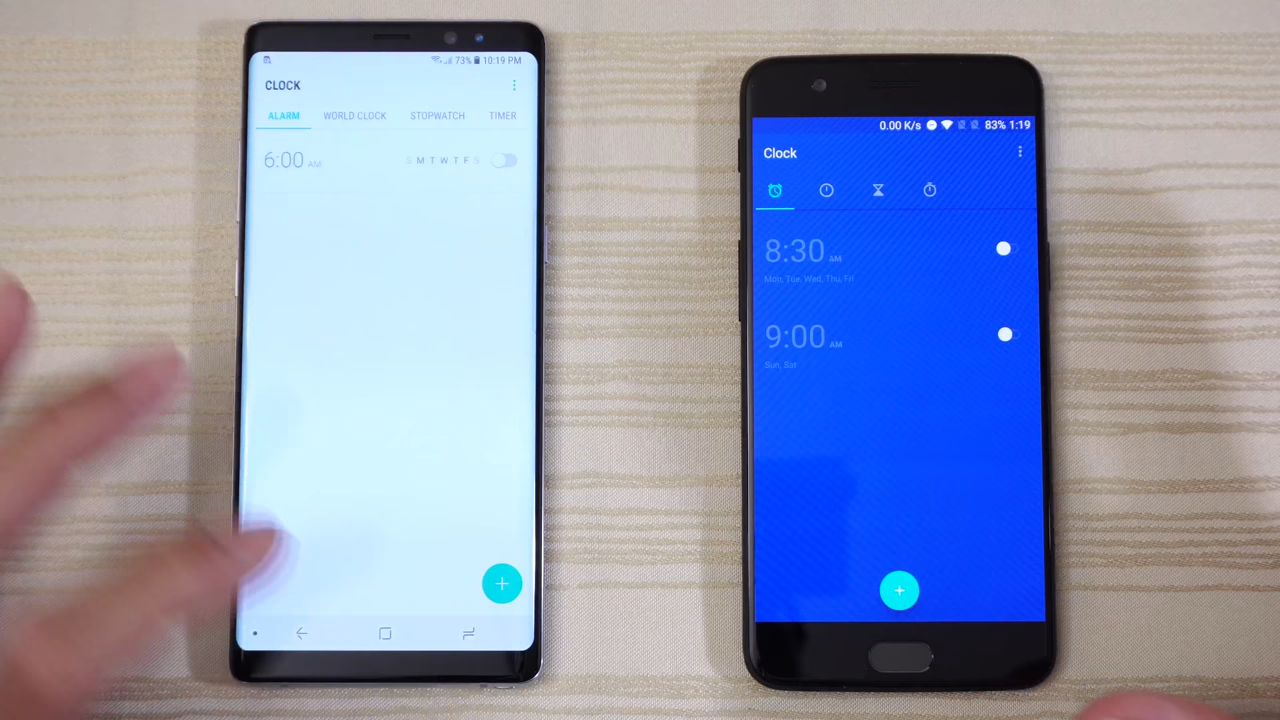 73% 10:19 PM
CLOCK
ALARM WORLD CLOCK STOPWATCH TIMER
6:00 AM S M T W T F S
0.00 K/s 83% 1:19
Clock
8:30 AM
Mon, Tue, Wed, Thu, Fri
9:00 AM
Sun, Sat